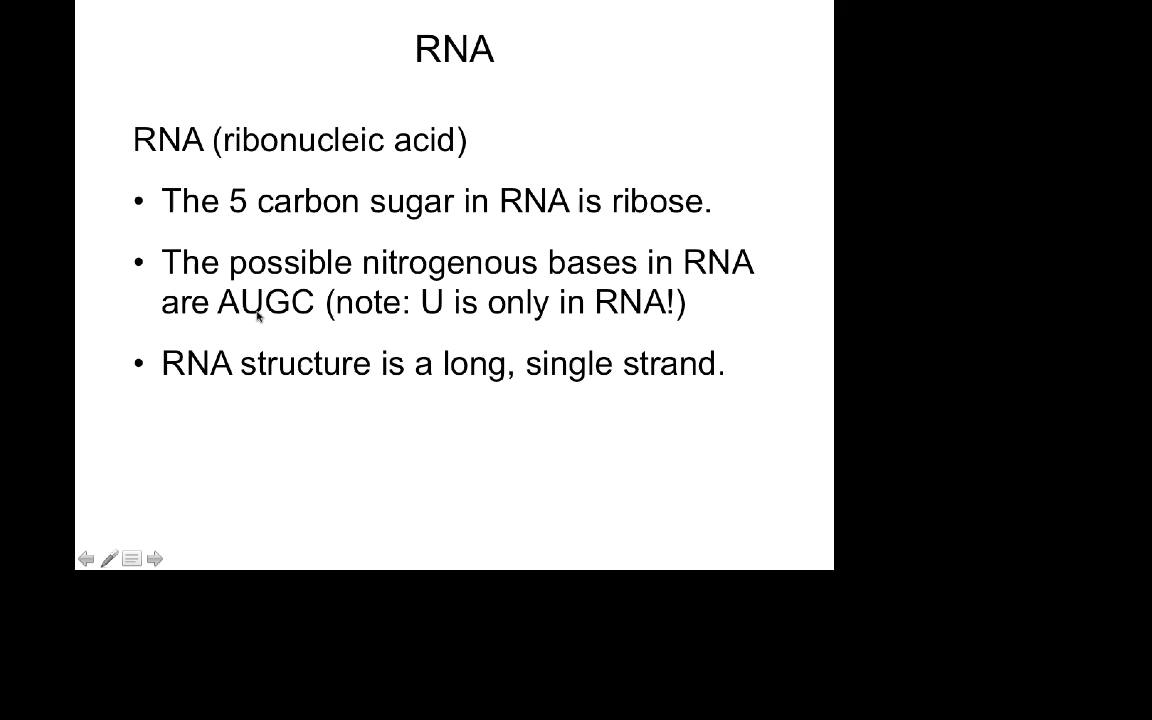 RNA
RNA (ribonucleic acid)
• The 5 carbon sugar in RNA is ribose.
• The possible nitrogenous bases in RNA
are AUGC (note: U is only in RNA!)
• RNA structure is a long, single strand.